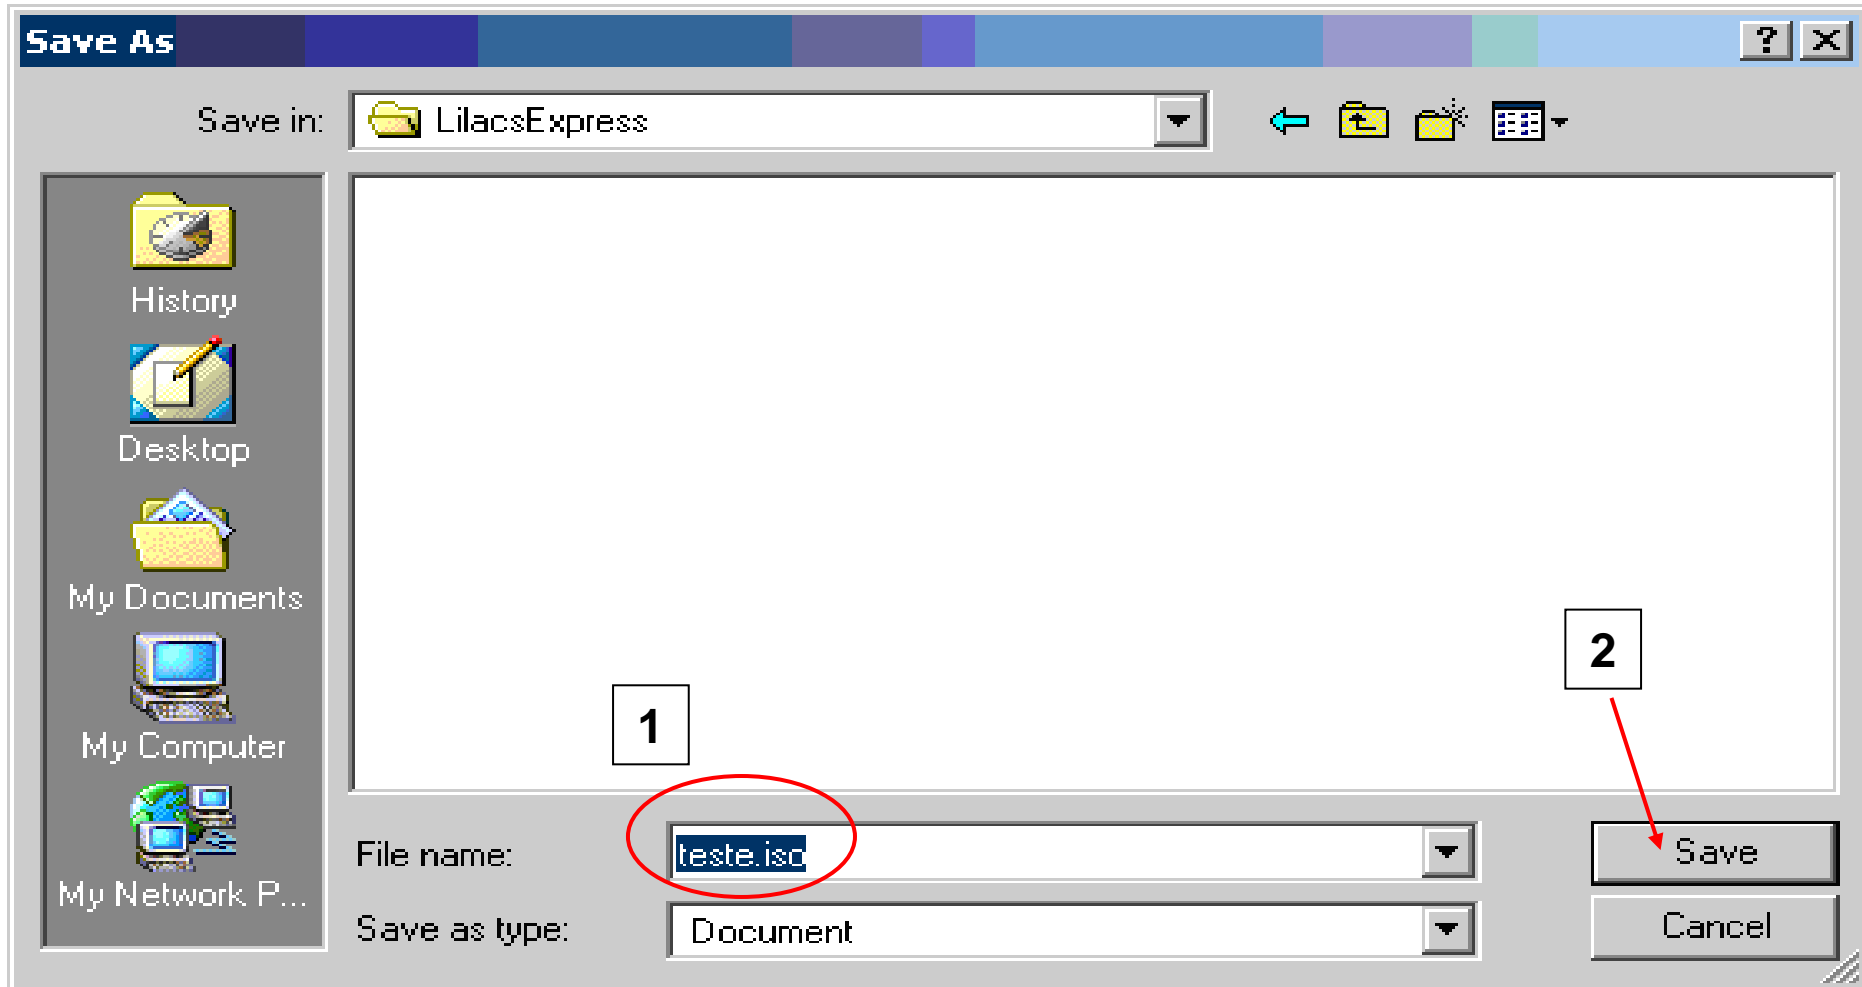 Save As
Save in:
LilacsExpress
History
Desktop
My Documents
My Computer
My Network P...
1
2
File name:
teste.iso
Save
Save as type:
Document
Cancel